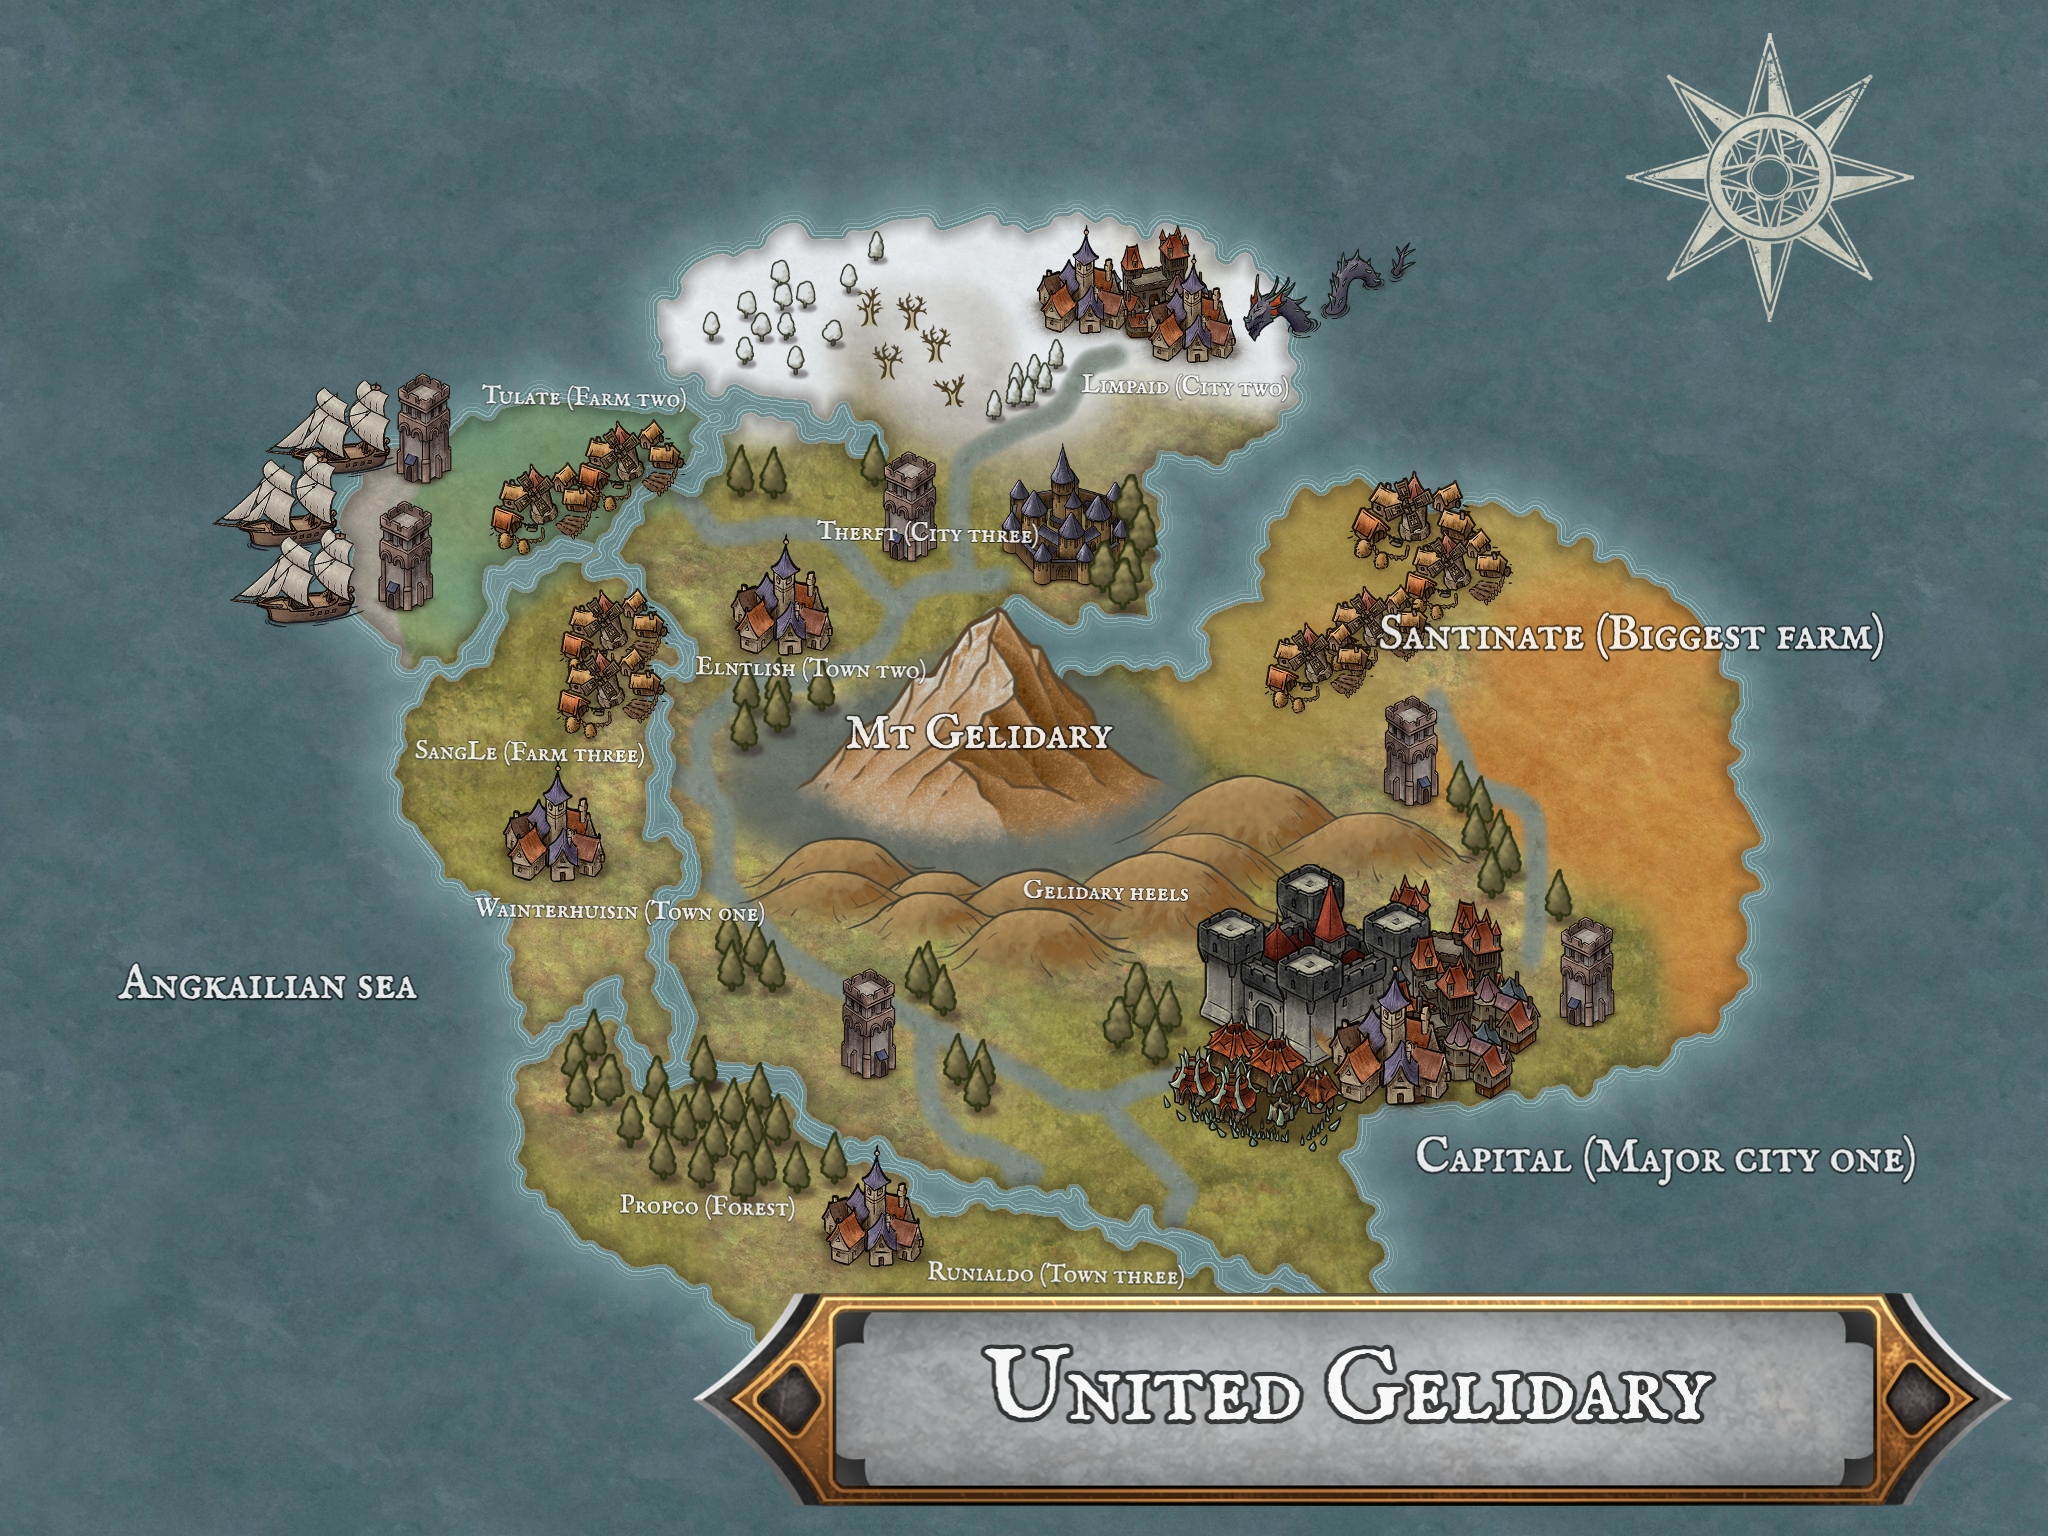 Tulate (Farm two)
Limpaid (City two)
Therft (City three)
Santinate (Biggest farm)
Elntlish (Town two)
Mt Gelidary
SangLe (Farm three)
Gelidary heels
Wainterhuisin (Town one)
Angkailian sea
Capital (Major city one)
Propco (Forest)
Runialdo (Town three)
United Gelidary